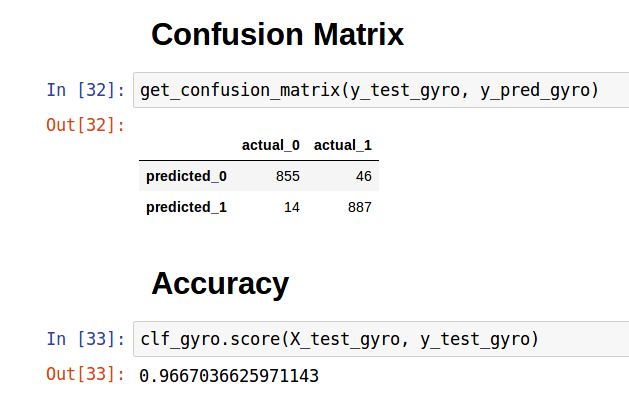 Confusion Matrix
In [32]: get_confusion_matrix(y_test_gyro, y_pred_gyro)
Out[32]:
actual_0 actual_1
predicted_0 855 46
predicted_1 14 887
Accuracy
In [33]: clf_gyro.score(X_test_gyro, y_test_gyro)
Out[33]: 0.9667036625971143